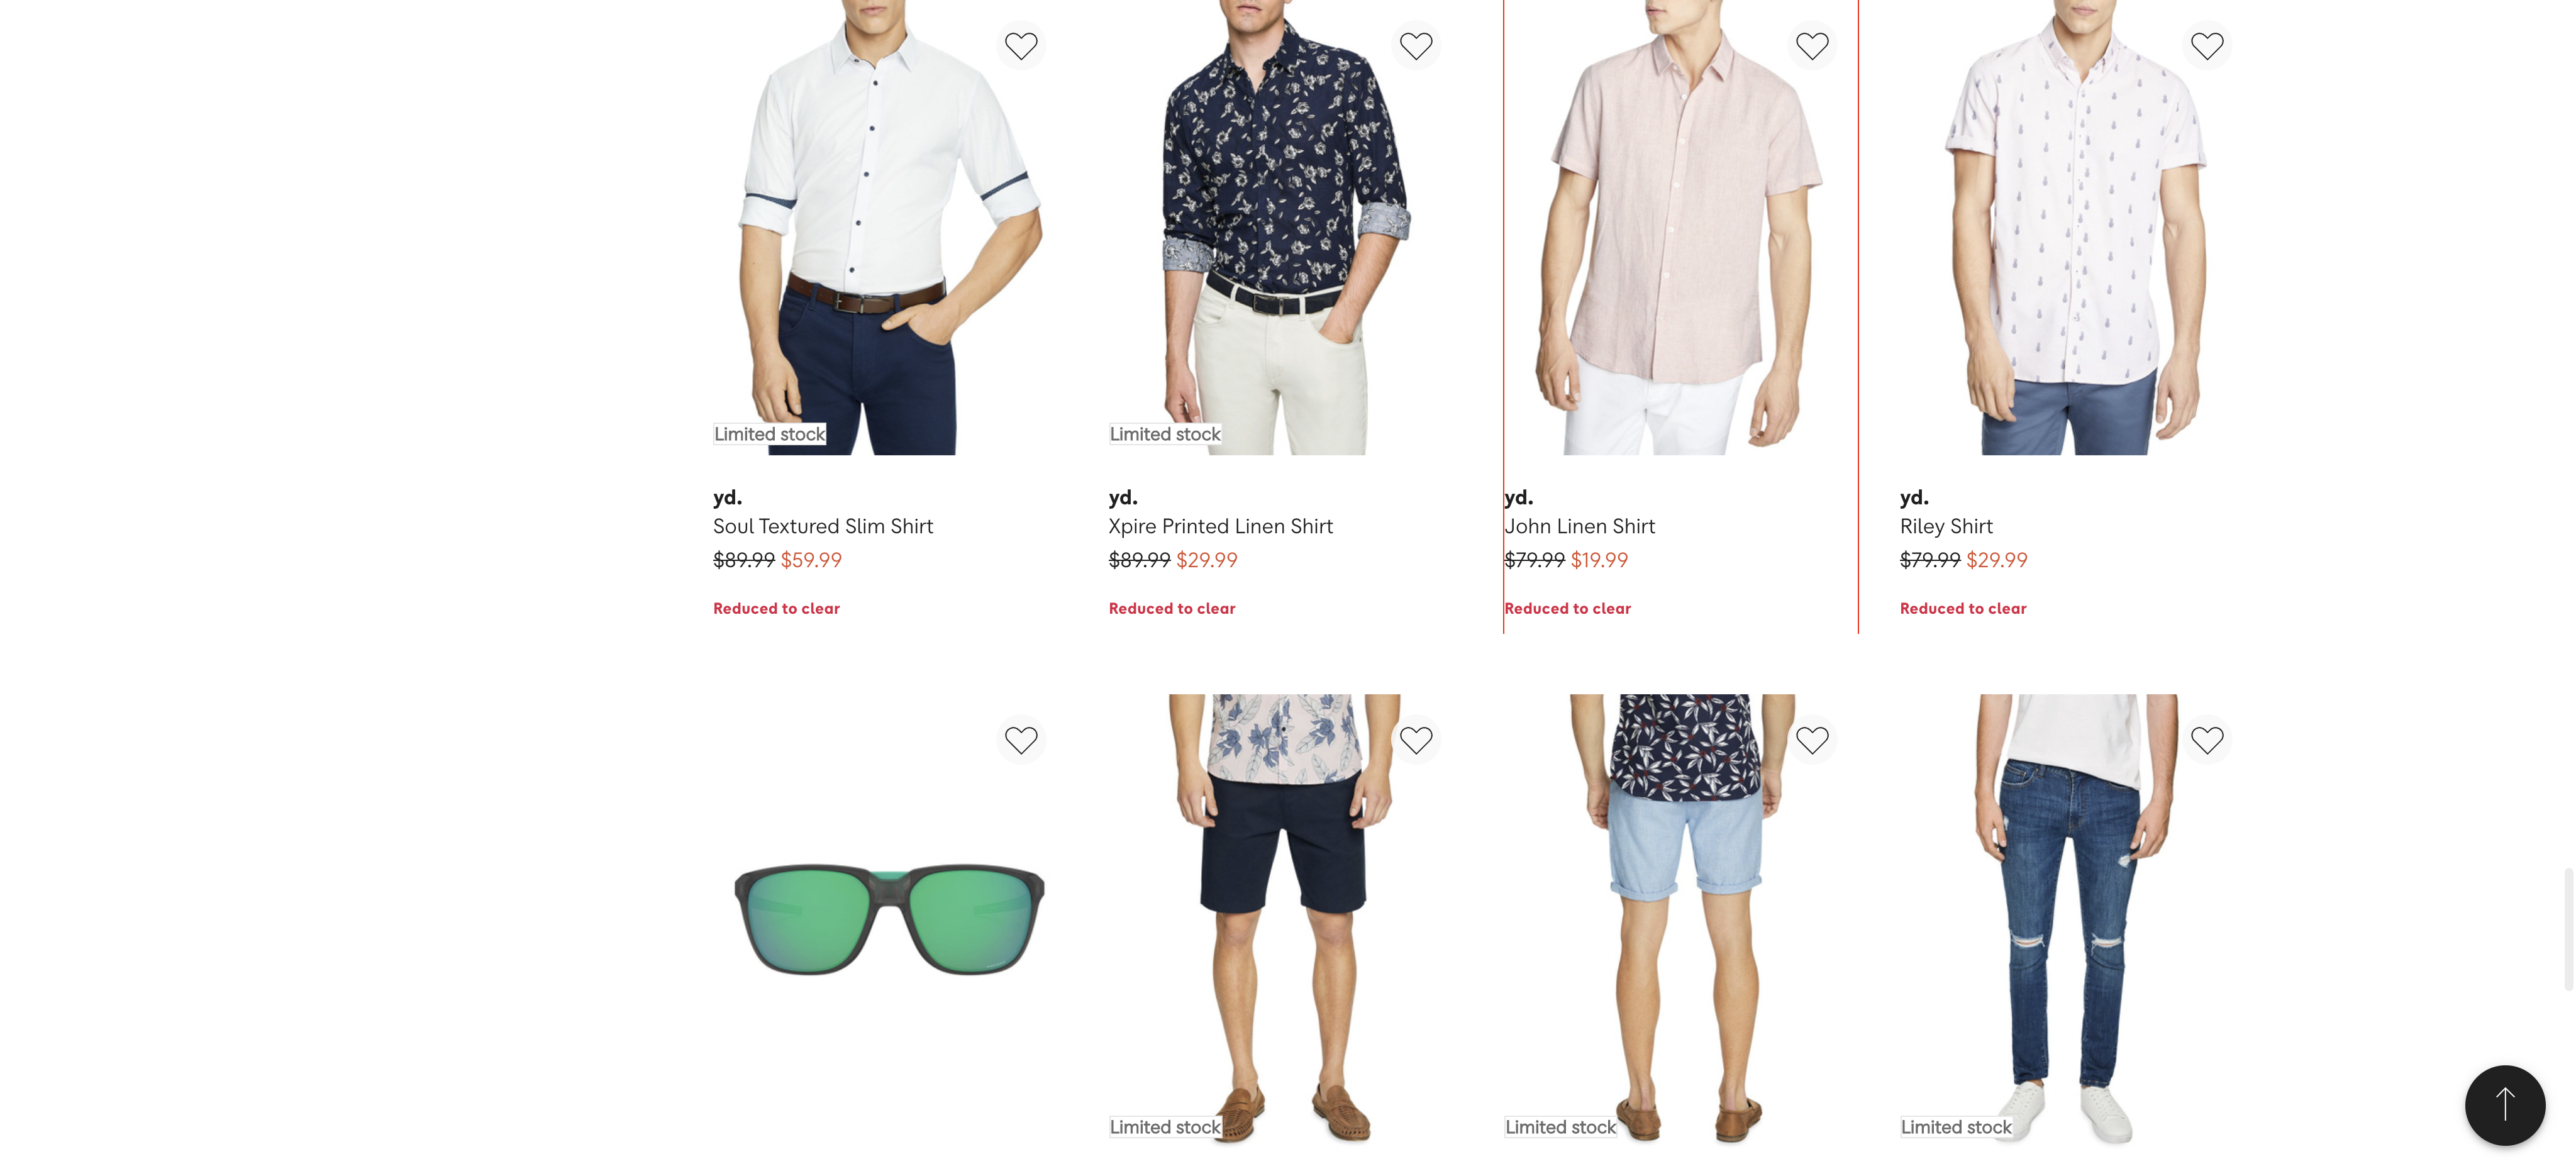 Limited stock
yd.
Soul Textured Slim Shirt
$89.99 $59.99
Reduced to clear
Limited stock
yd.
Xpire Printed Linen Shirt
$89.99 $29.99
Reduced to clear
yd.
John Linen Shirt
$79.99 $19.99
Reduced to clear
yd.
Riley Shirt
$79.99 $29.99
Reduced to clear
Limited stock
Limited stock
Limited stock